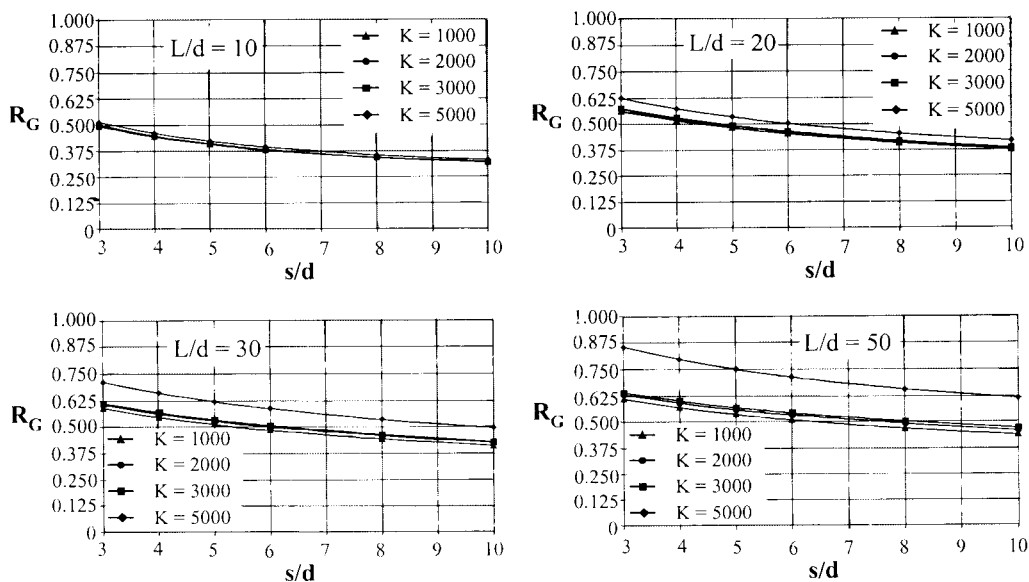 1.000
0.875
0.750
0.625
R_G 0.500
0.375
0.250
0.125
0
L/d = 10
K = 1000
K = 2000
K = 3000
K = 5000
3 4 5 6 7 8 9 10
s/d
1.000
0.875
0.750
0.625
R_G 0.500
0.375
0.250
0.125
0
L/d = 20
K = 1000
K = 2000
K = 3000
K = 5000
3 4 5 6 7 8 9 10
s/d
1.000
0.875
0.750
0.625
R_G 0.500
0.375
0.250
0.125
0
L/d = 30
K = 1000
K = 2000
K = 3000
K = 5000
3 4 5 6 7 8 9 10
s/d
1.000
0.875
0.750
0.625
R_G 0.500
0.375
0.250
0.125
0
L/d = 50
K = 1000
K = 2000
K = 3000
K = 5000
3 4 5 6 7 8 9 10
s/d